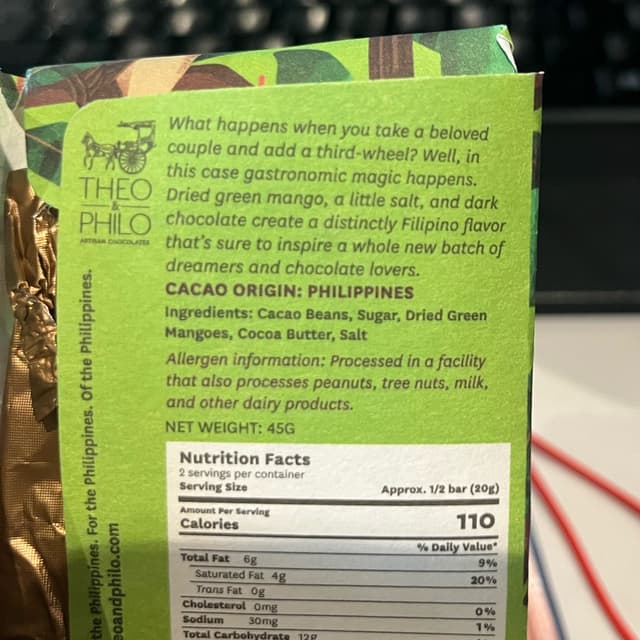 THEO
&
PHILO
ARTISAN CHOCOLATES
What happens when you take a beloved
couple and add a third-wheel? Well, in
this case gastronomic magic happens.
Dried green mango, a little salt, and dark
chocolate create a distinctly Filipino flavor
that's sure to inspire a whole new batch of
dreamers and chocolate lovers.
CACAO ORIGIN: PHILIPPINES
Ingredients: Cacao Beans, Sugar, Dried Green
Mangoes, Cocoa Butter, Salt
Allergen information: Processed in a facility
that also processes peanuts, tree nuts, milk,
and other dairy products.
NET WEIGHT: 45G
Nutrition Facts
2 servings per container
Serving Size Approx. 1/2 bar (20g)
Amount Per Serving
Calories 110
% Daily Value*
Total Fat 6g 9%
Saturated Fat 4g 20%
Trans Fat 0g
Cholesterol 0mg 0%
Sodium 30mg 1%
Total Carbohydrate 12g
the Philippines. For the Philippines. Of the Philippines.
eoandphilo.com